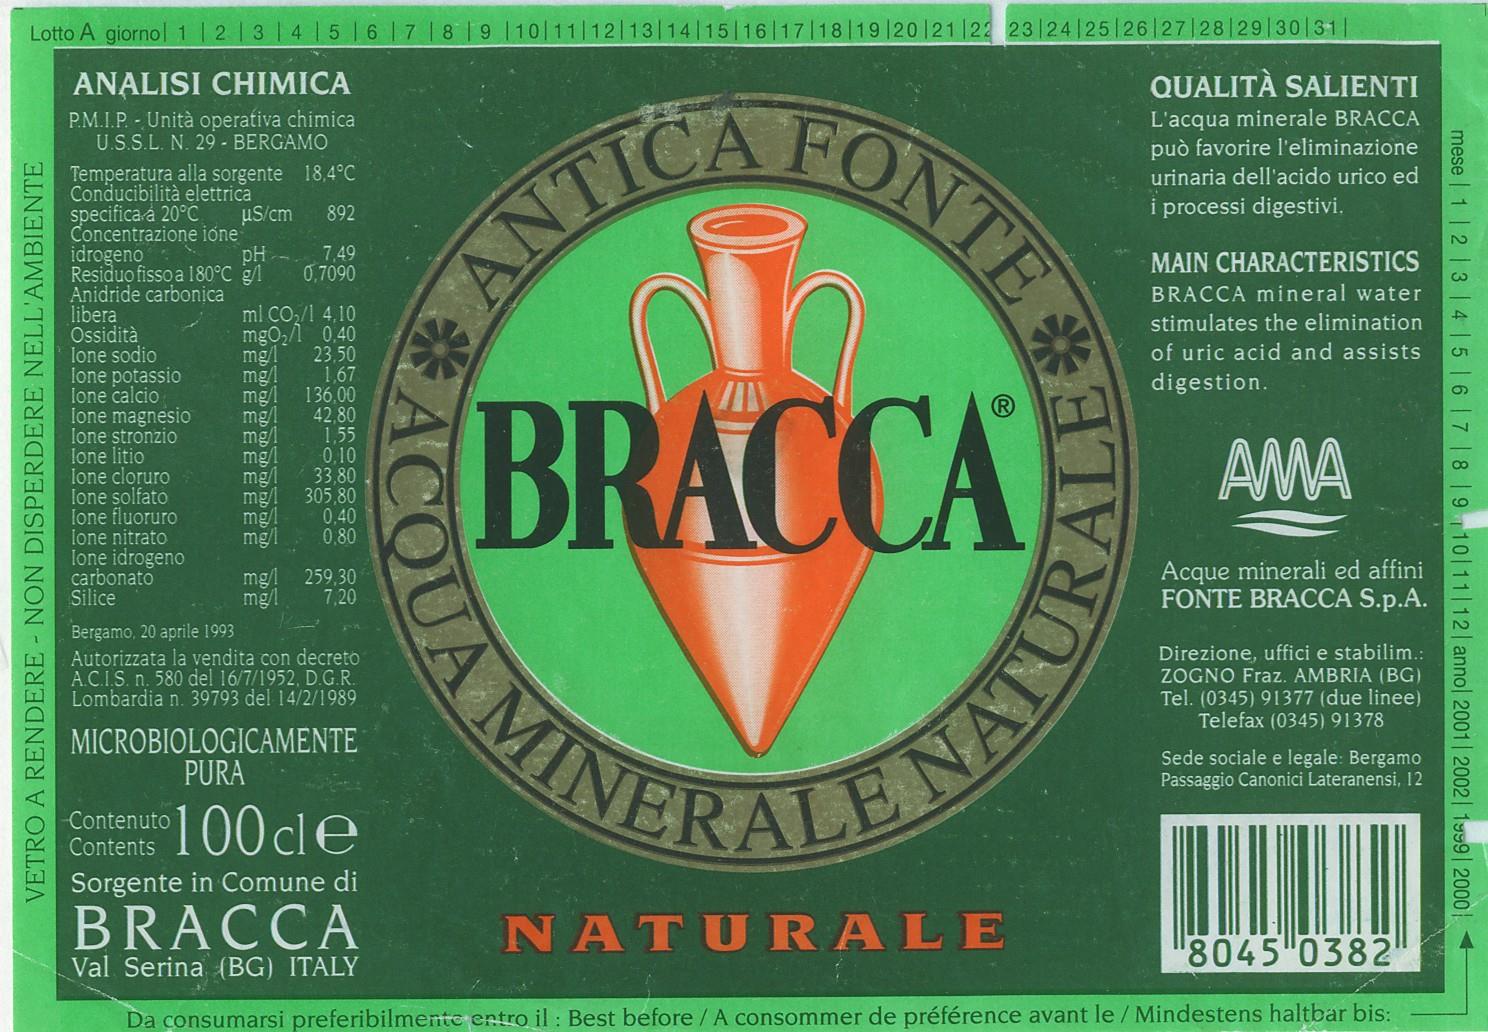 Lotto A giorno| 1 | 2 | 3 | 4 | 5 | 6 | 7 | 8 | 9 |10|11|12|13|14|15|16|17|18|19|20|21|22 23|24|25|26|27|28|29|30|31|
VETRO A RENDERE - NON DISPERDERE NELL'AMBIENTE
ANALISI CHIMICA
P.M.I.P. - Unità operativa chimica
U.S.S.L. N. 29 - BERGAMO
Temperatura alla sorgente 18,4°C
Conducibilità elettrica
specifica a 20°C µS/cm 892
Concentrazione ione
idrogeno pH 7,49
Residuo fisso a 180°C g/l 0,7090
Anidride carbonica
libera ml CO2/l 4,10
Ossidità mgO2/l 0,40
Ione sodio mg/l 23,50
Ione potassio mg/l 1,67
Ione calcio mg/l 136,00
Ione magnesio mg/l 42,80
Ione stronzio mg/l 1,55
Ione litio mg/l 0,10
Ione cloruro mg/l 33,80
Ione solfato mg/l 305,80
Ione fluoruro mg/l 0,40
Ione nitrato mg/l 0,80
Ione idrogeno
carbonato mg/l 259,30
Silice mg/l 7,20
Bergamo, 20 aprile 1993
Autorizzata la vendita con decreto
A.C.I.S. n. 580 del 16/7/1952, D.G.R.
Lombardia n. 39793 del 14/2/1989
MICROBIOLOGICAMENTE
PURA
Contenuto
Contents 100 cl e
Sorgente in Comune di
BRACCA
Val Serina (BG) ITALY
ANTICA FONTE
BRACCA®
ACQUA MINERALE NATURALE
NATURALE
QUALITÀ SALIENTI
L'acqua minerale BRACCA
può favorire l'eliminazione
urinaria dell'acido urico ed
i processi digestivi.
MAIN CHARACTERISTICS
BRACCA mineral water
stimulates the elimination
of uric acid and assists
digestion.
AMA
Acque minerali ed affini
FONTE BRACCA S.p.A.
Direzione, uffici e stabilim.:
ZOGNO Fraz. AMBRIA (BG)
Tel. (0345) 91377 (due linee)
Telefax (0345) 91378
Sede sociale e legale: Bergamo
Passaggio Canonici Lateranensi, 12
8045 0382
mese | 1 | 2 | 3 | 4 | 5 | 6 | 7 | 8 | 9 |10|11|12| anno| 2001| 2002| 1999| 2000|
Da consumarsi preferibilmente entro il : Best before / A consommer de préférence avant le / Mindestens haltbar bis: